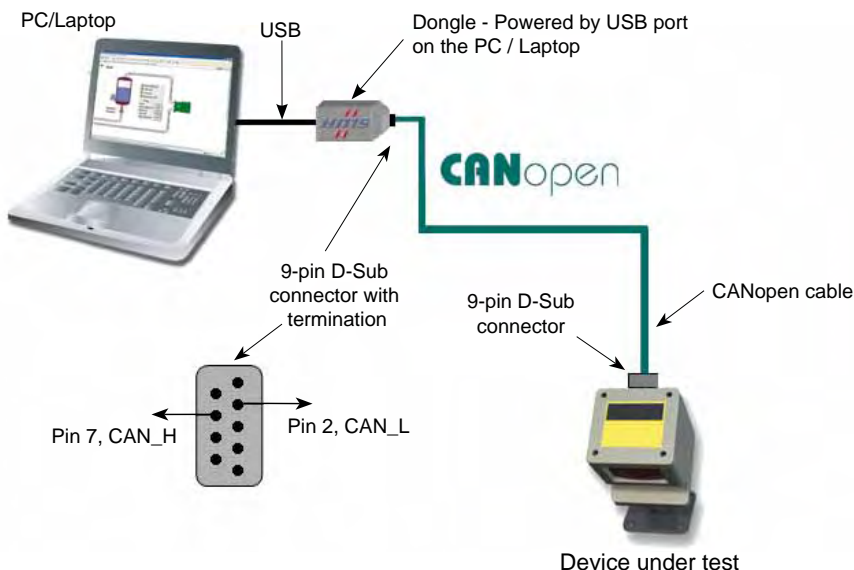 PC/Laptop
USB
Dongle - Powered by USB port
on the PC / Laptop
HMS
CANopen
9-pin D-Sub
connector with
termination
9-pin D-Sub
connector
CANopen cable
Pin 7, CAN_H
Pin 2, CAN_L
Device under test